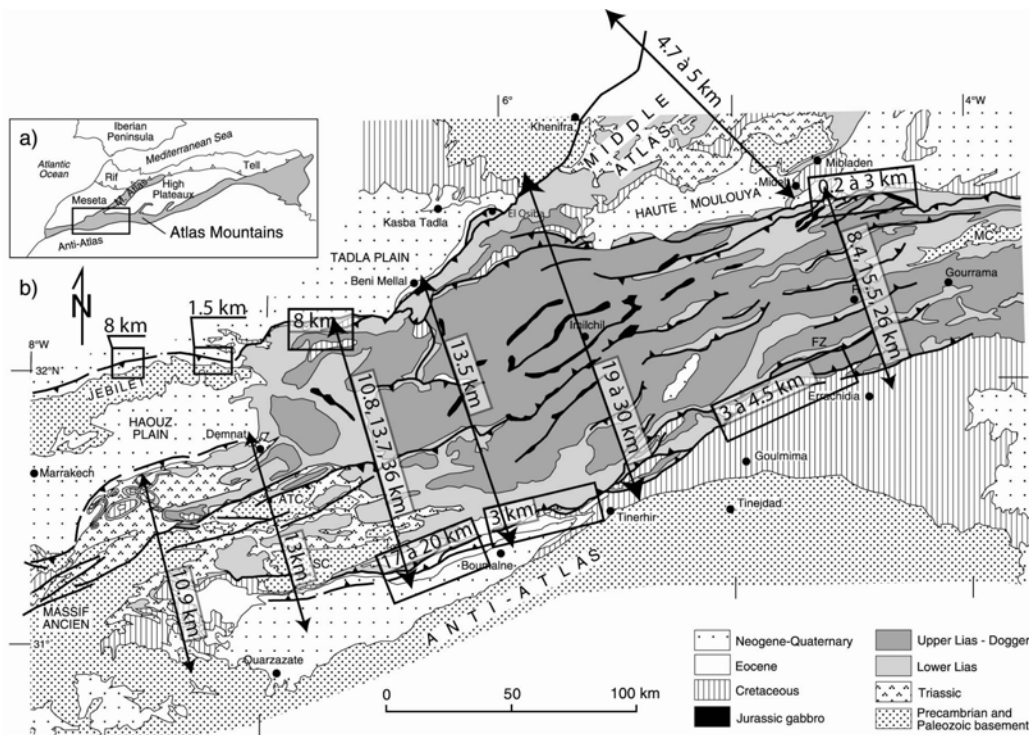 a)
Iberian
Peninsula
Mediterranean Sea
Atlantic
Ocean
Rif
Tell
M. Atlas
High
Plateaux
Meseta
Anti-Atlas
Atlas Mountains
b)
N
6°
4°W
4.7 à 5 km
Khenifra
MIDDLE
ATLAS
Mibladen
Midelt
0,2 à 3 km
HAUTE MOULOUYA
Kasba Tadla
El Qsiba
TADLA PLAIN
Beni Mellal
MC
Gourrama
8.4, 15.5, 26 km
8 km
1.5 km
8 km
8°W
32°N
JEBILET
Imilchil
FZ
13.5 km
19 à 30 km
10.8, 13.7, 36 km
3 à 4.5 km
Errachidia
HAOUZ
PLAIN
Demnat
Marrakech
Goulmima
ATC
Tinerhir
Tinejdad
3 km
17 à 20 km
13km
SC
Boumalne
10.9 km
MASSIF
ANCIEN
ANTI-ATLAS
31°
Ouarzazate
0
50
100 km
Neogene-Quaternary
Eocene
Cretaceous
Jurassic gabbro
Upper Lias - Dogger
Lower Lias
Triassic
Precambrian and
Paleozoic basement